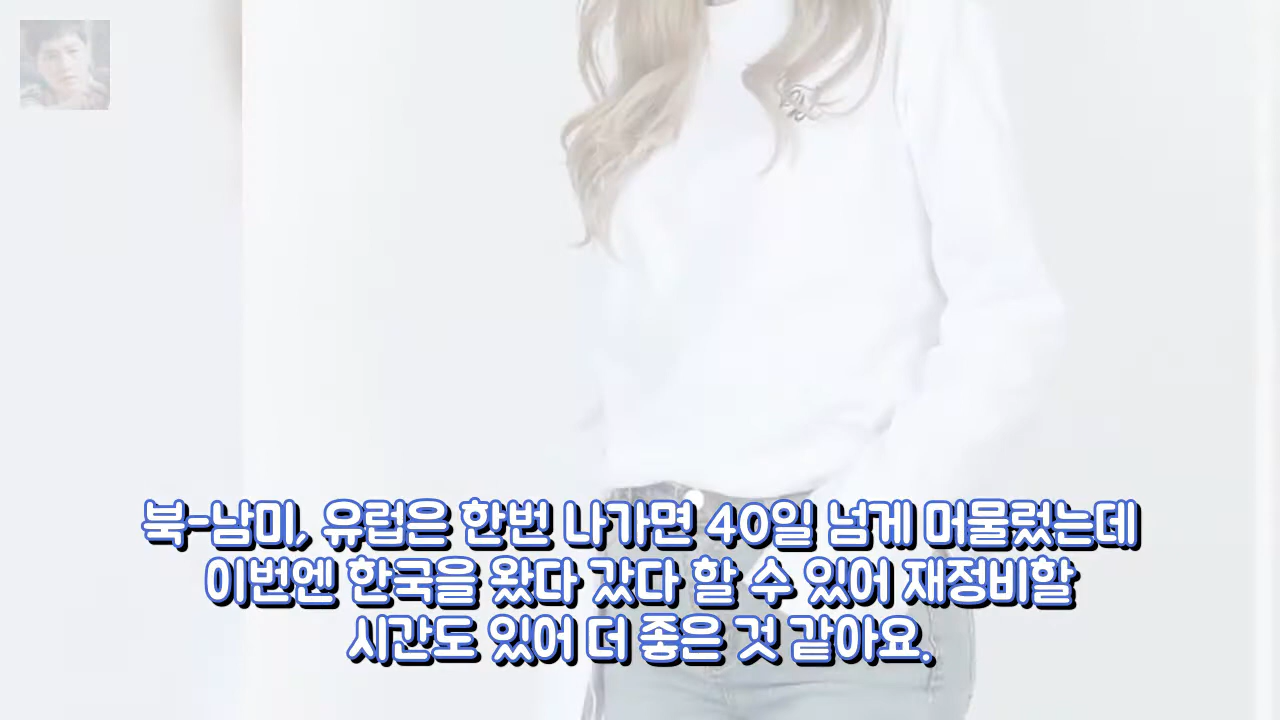 북-남미, 유럽은 한번 나가면 40일 넘게 머물렀는데
이번엔 한국을 왔다 갔다 할 수 있어 재정비할
시간도 있어 더 좋은 것 같아요.